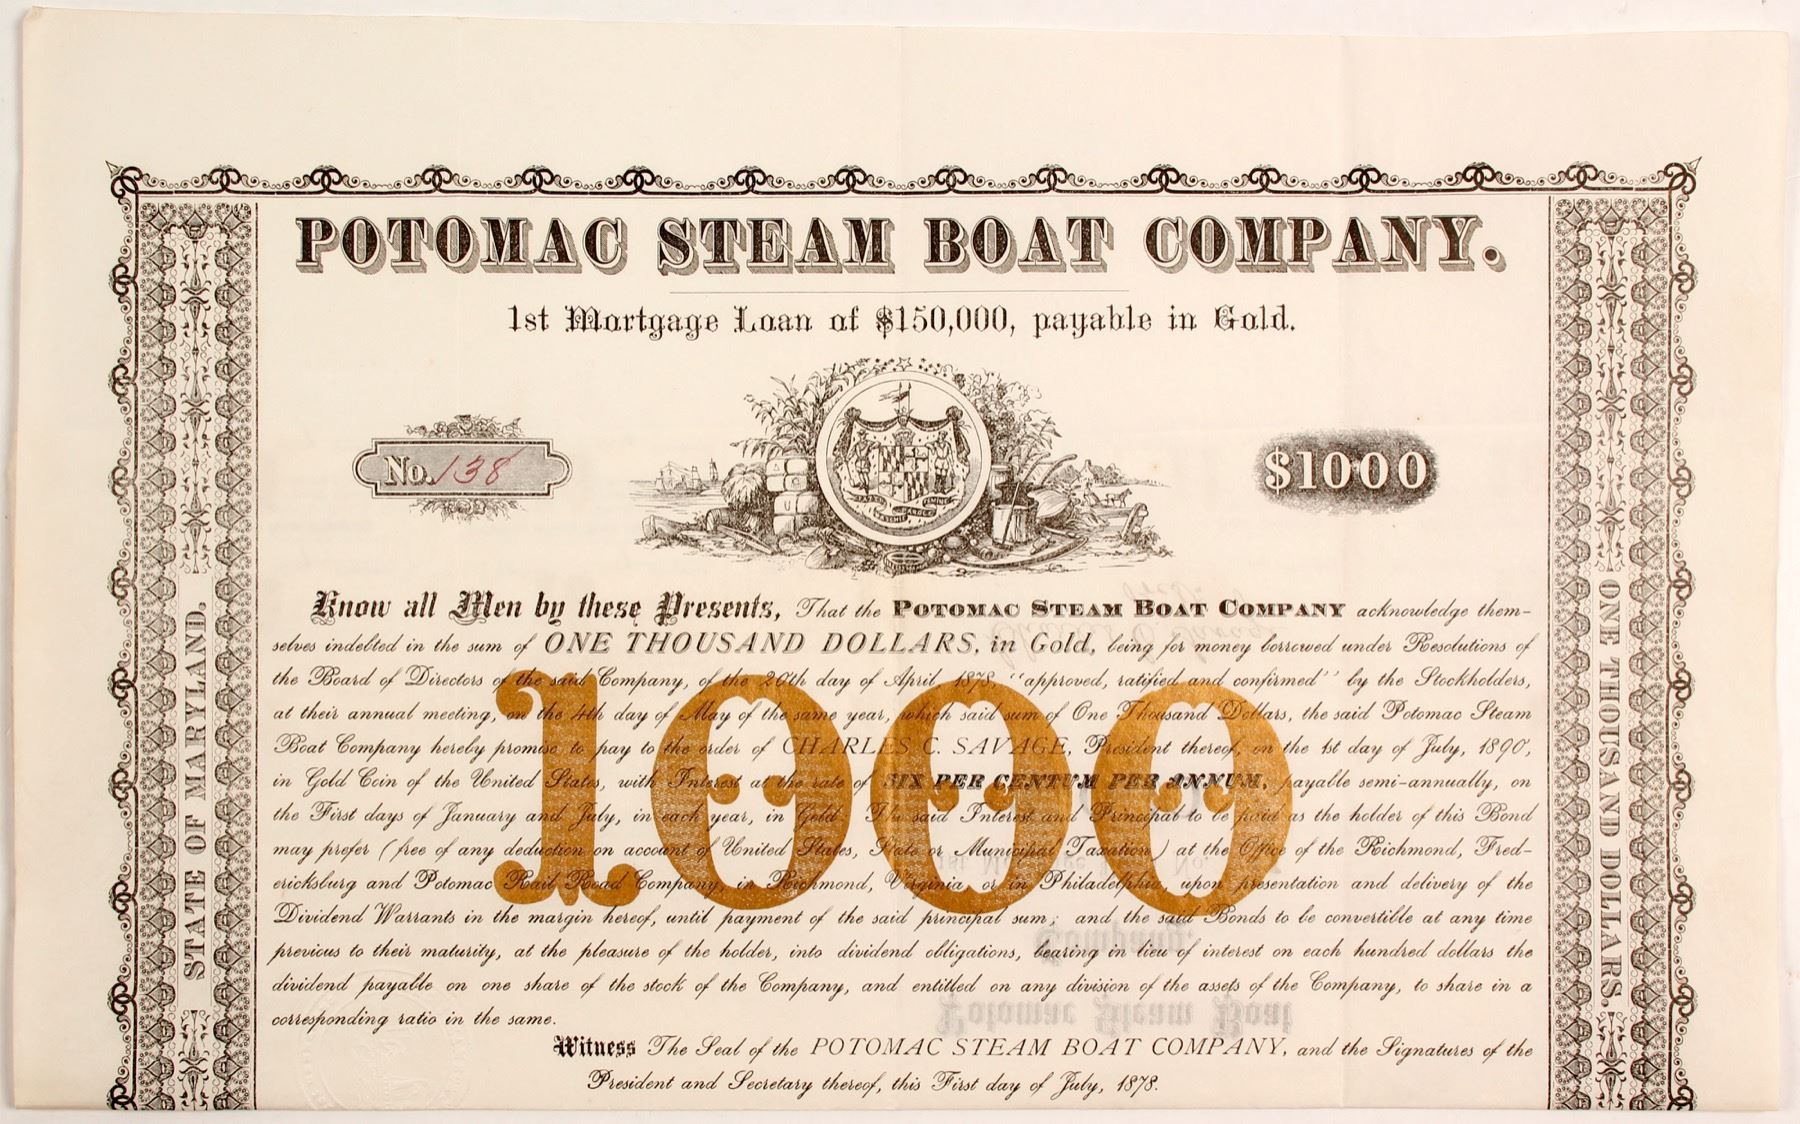 POTOMAC STEAM BOAT COMPANY.
1st Mortgage Loan of $150,000, payable in Gold.
No. 138
$1000
Know all Men by these Presents, That the POTOMAC STEAM BOAT COMPANY acknowledge them-
selves indebted in the sum of ONE THOUSAND DOLLARS, in Gold, being for money borrowed under Resolutions of
the Board of Directors of the said Company, of the 20th day of April 1878, "approved, ratified and confirmed" by the Stockholders,
at their annual meeting, on the 4th day of May of the same year, which said sum of One Thousand Dollars, the said Potomac Steam
Boat Company hereby promise to pay to the order of CHARLES C. SAVAGE, President thereof, on the 1st day of July, 1890,
in Gold Coin of the United States, with Interest at the rate of SIX PER CENTUM PER ANNUM, payable semi-annually, on
the First days of January and July, in each year, in Gold. The said Interest and Principal to be paid as the holder of this Bond
may prefer (free of any deduction on account of United States, State or Municipal Taxation) at the Office of the Richmond, Fred-
ericksburg and Potomac Rail Road Company, in Richmond, Virginia, or in Philadelphia, upon presentation and delivery of the
Dividend Warrants in the margin hereof, until payment of the said principal sum; and the said Bonds to be convertible at any time
previous to their maturity, at the pleasure of the holder, into dividend obligations, bearing in lieu of interest on each hundred dollars the
dividend payable on one share of the stock of the Company, and entitled on any division of the assets of the Company, to share in a
corresponding ratio in the same.
Witness The Seal of the POTOMAC STEAM BOAT COMPANY, and the Signatures of the
President and Secretary thereof, this First day of July, 1878.
1000
STATE OF MARYLAND.
ONE THOUSAND DOLLARS.